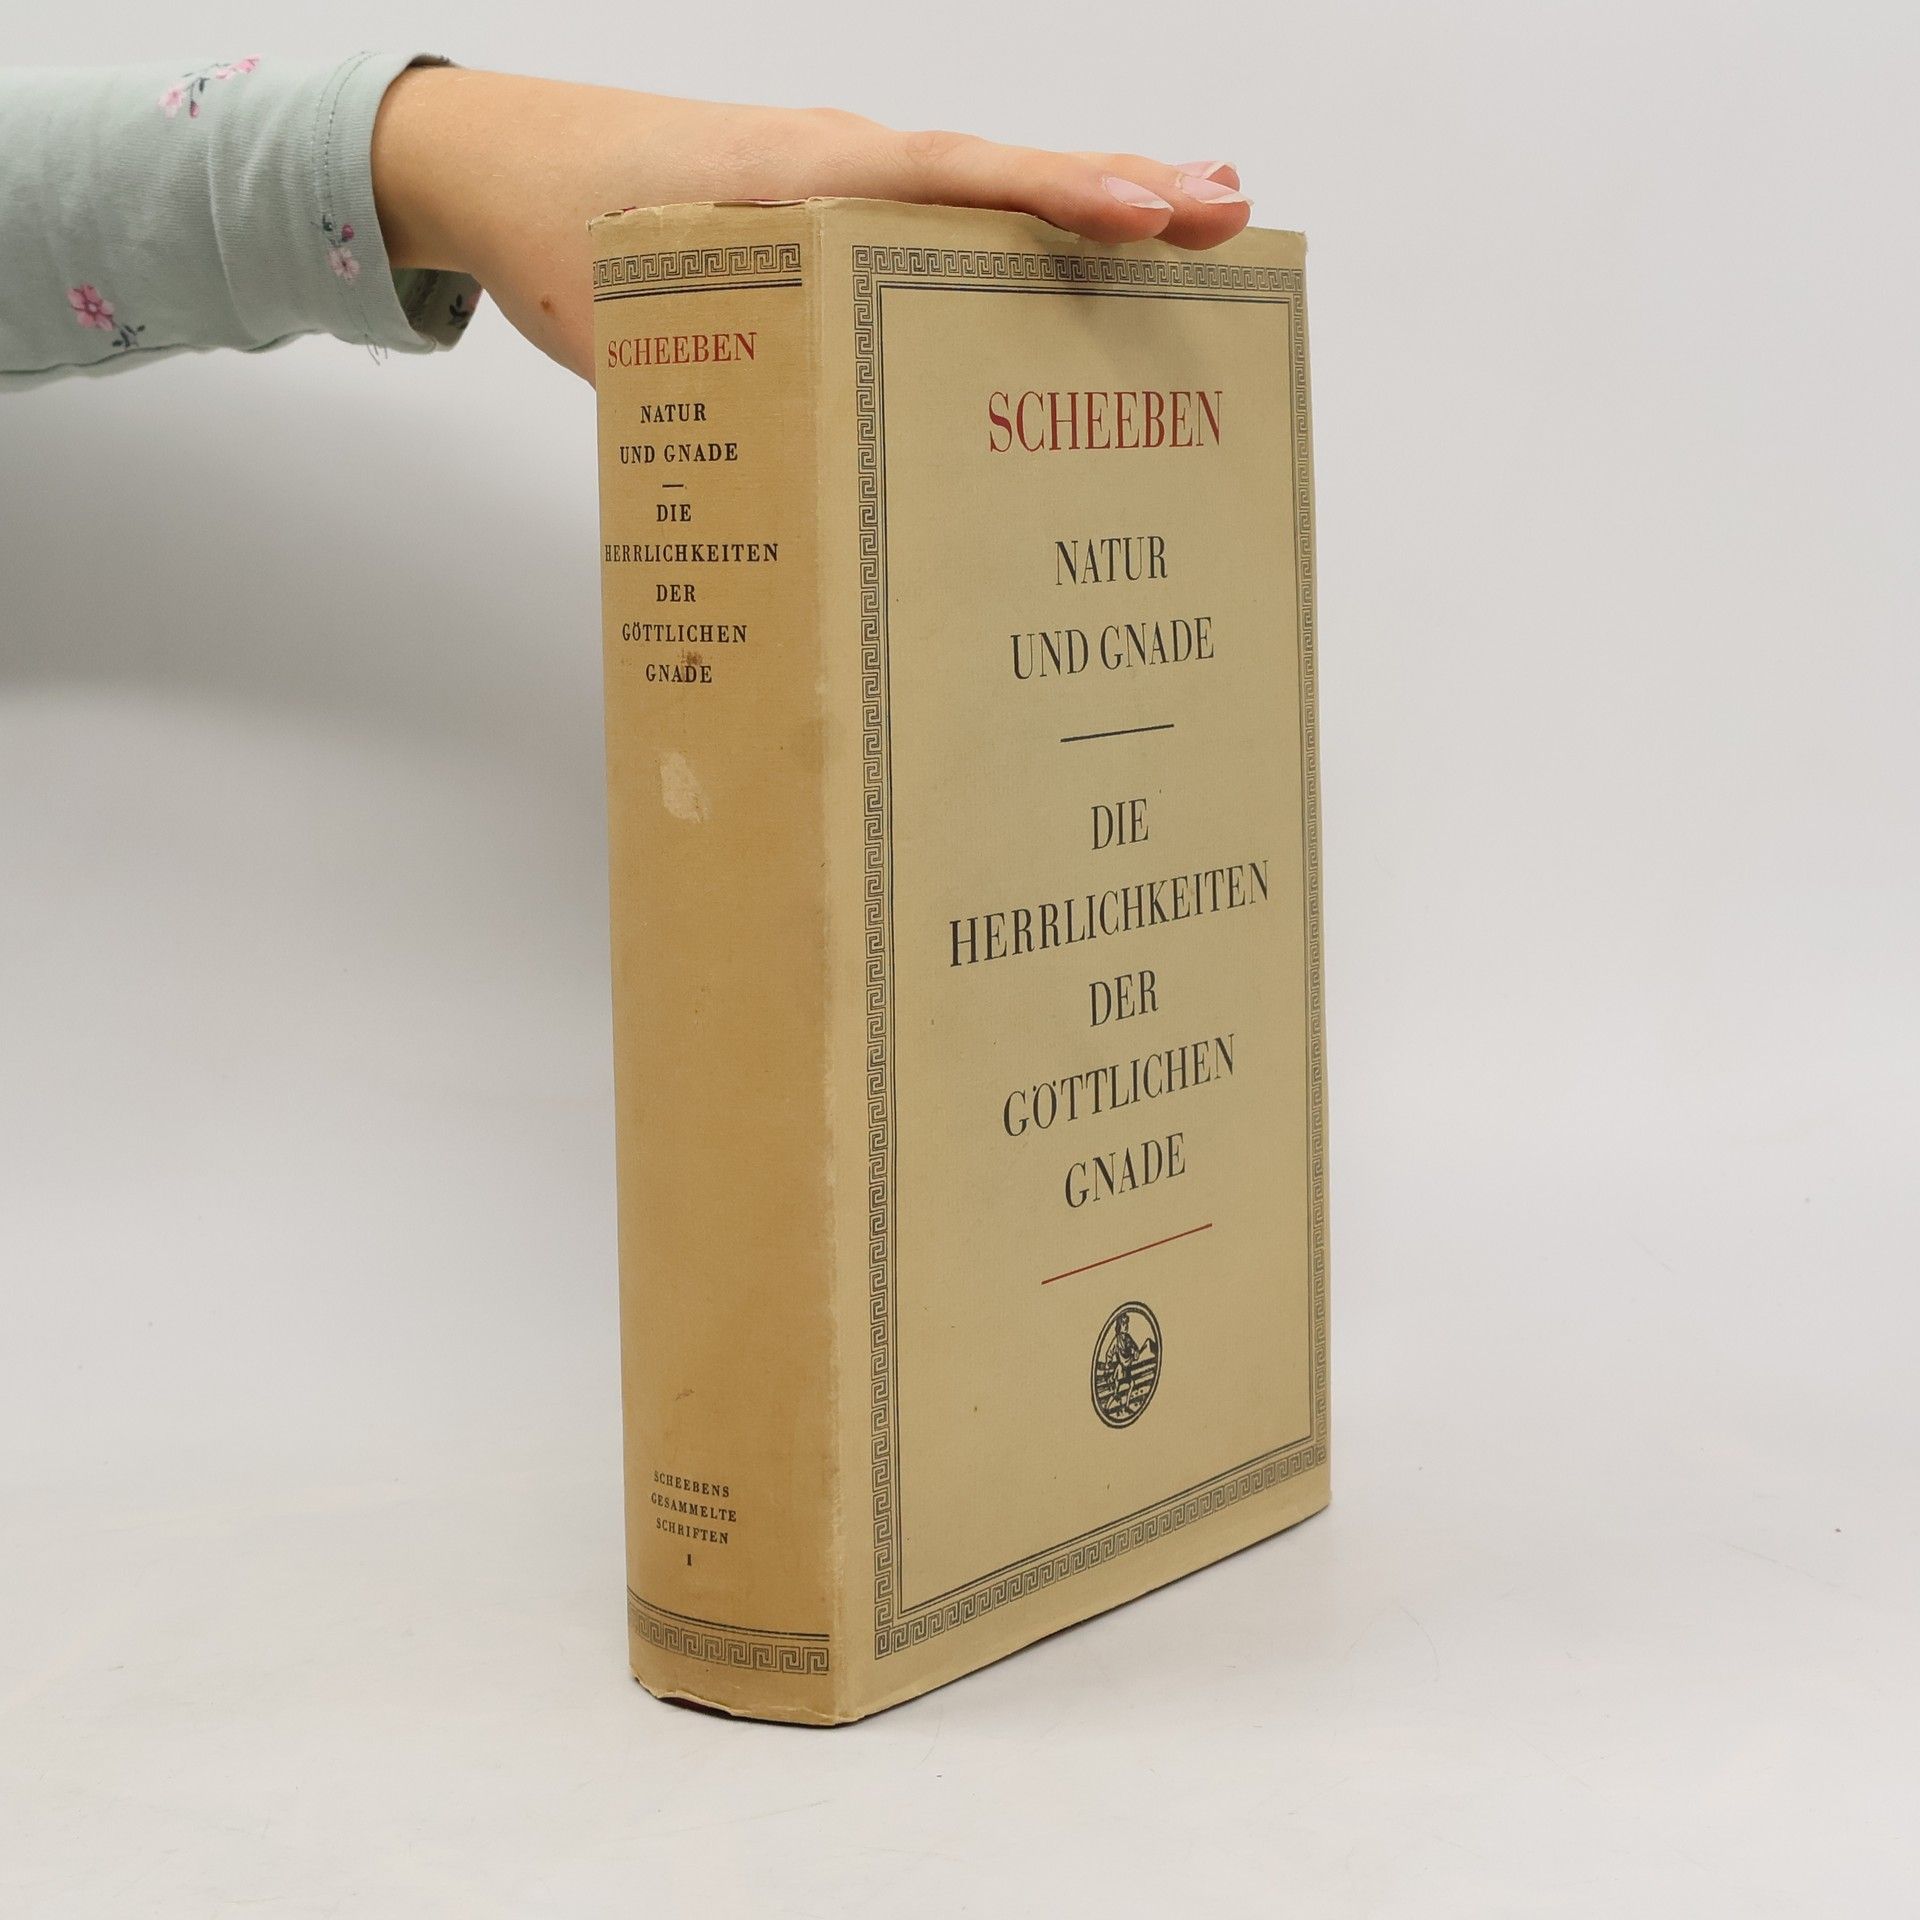 SCHEEBEN
NATUR
UND GNADE
DIE
HERRLICHKEITEN
DER
GÖTTLICHEN
GNADE
SCHEEBENS
GESAMMELTE
SCHRIFTEN
I
SCHEEBEN
NATUR
UND GNADE
DIE
HERRLICHKEITEN
DER
GÖTTLICHEN
GNADE